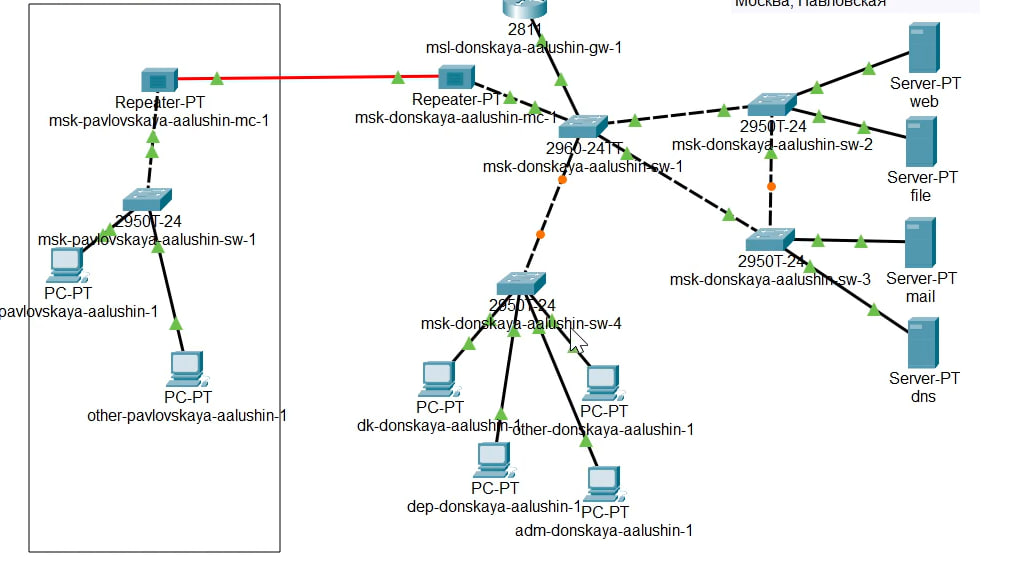 Москва, Павловская
2811
msl-donskaya-aalushin-gw-1
Repeater-PT
msk-pavlovskaya-aalushin-mc-1
Repeater-PT
msk-donskaya-aalushin-mc-1
2960-24TT
msk-donskaya-aalushin-sw-1
2950T-24
msk-donskaya-aalushin-sw-2
Server-PT
web
Server-PT
file
2950T-24
msk-pavlovskaya-aalushin-sw-1
2950T-24
msk-donskaya-aalushin-sw-3
Server-PT
mail
PC-PT
pavlovskaya-aalushin-1
2950T-24
msk-donskaya-aalushin-sw-4
Server-PT
dns
PC-PT
other-pavlovskaya-aalushin-1
PC-PT
dk-donskaya-aalushin-1
PC-PT
other-donskaya-aalushin-1
PC-PT
dep-donskaya-aalushin-1
PC-PT
adm-donskaya-aalushin-1